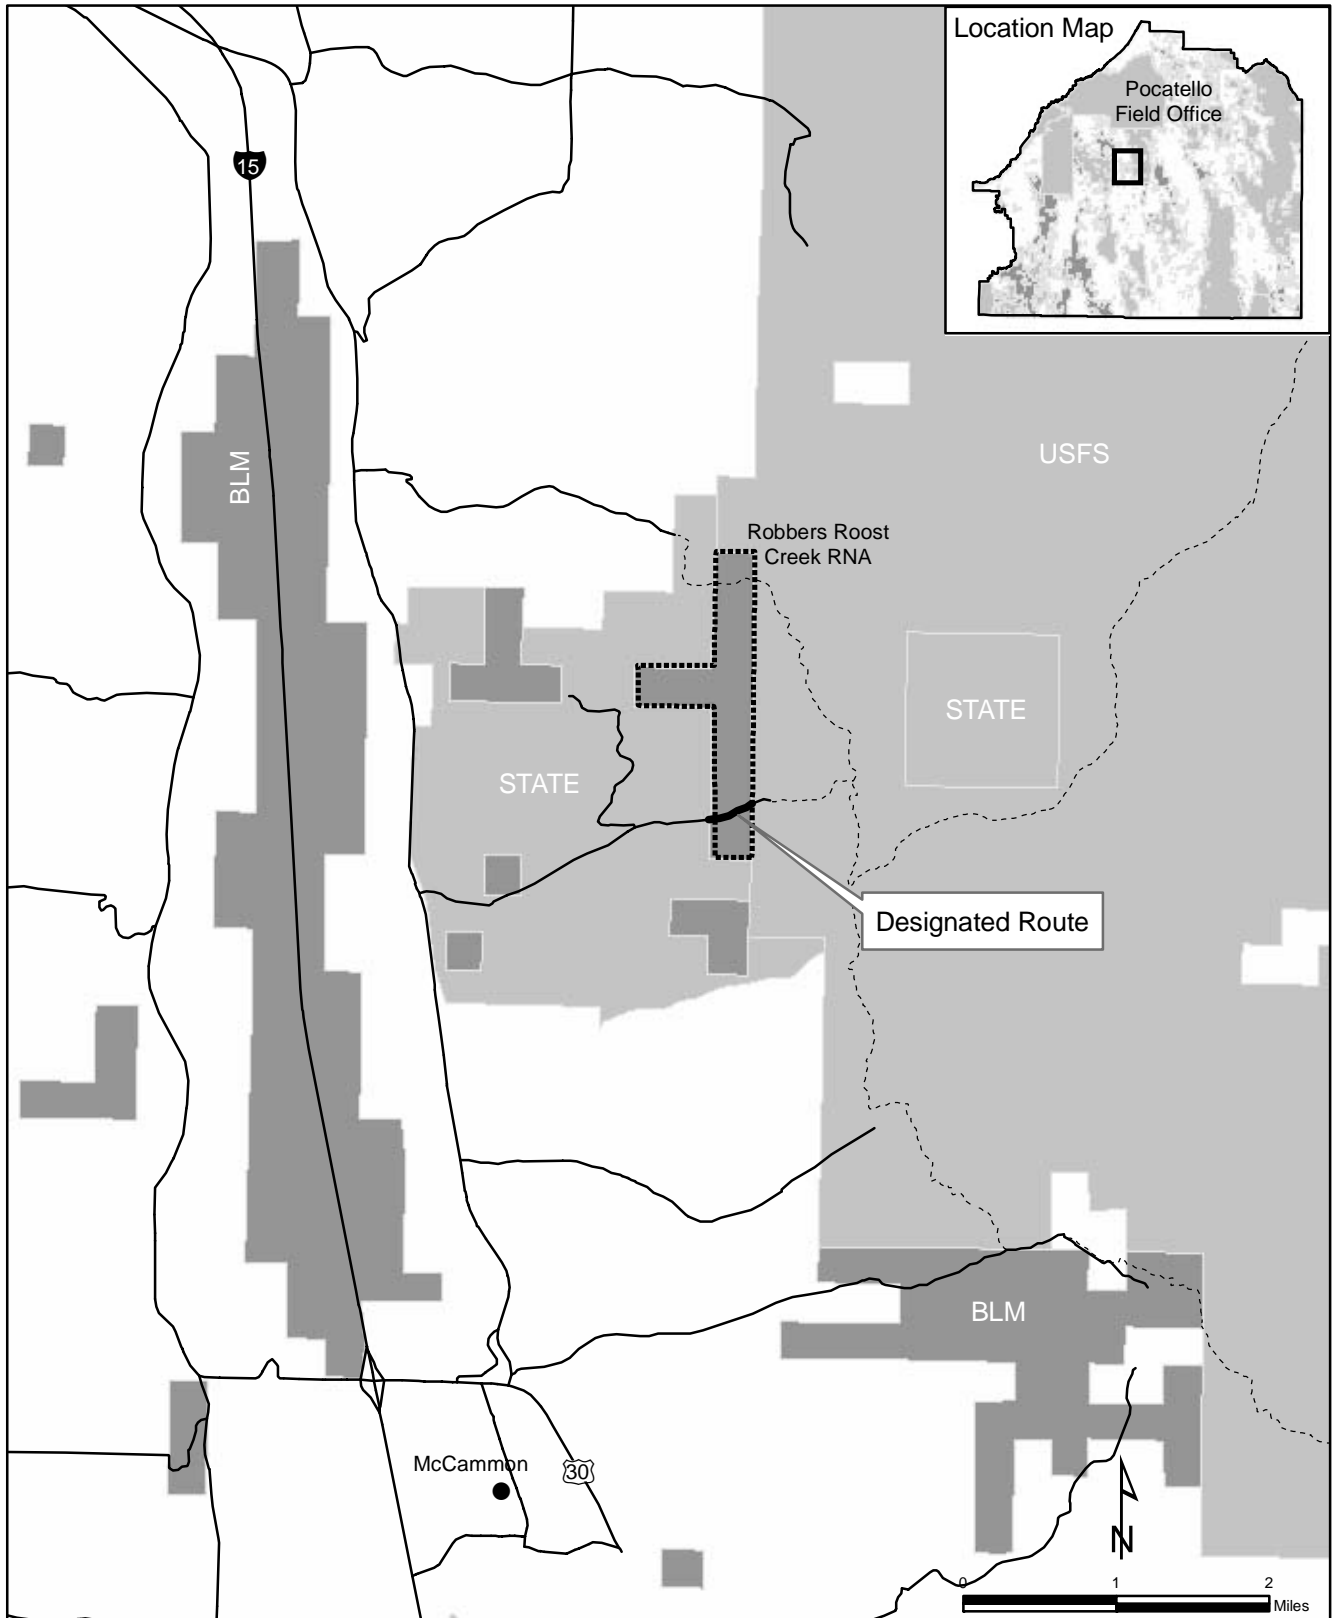 Location Map
Pocatello
Field Office
15
BLM
USFS
Robbers Roost
Creek RNA
STATE
STATE
Designated Route
BLM
McCammon
30
N
0 1 2
Miles